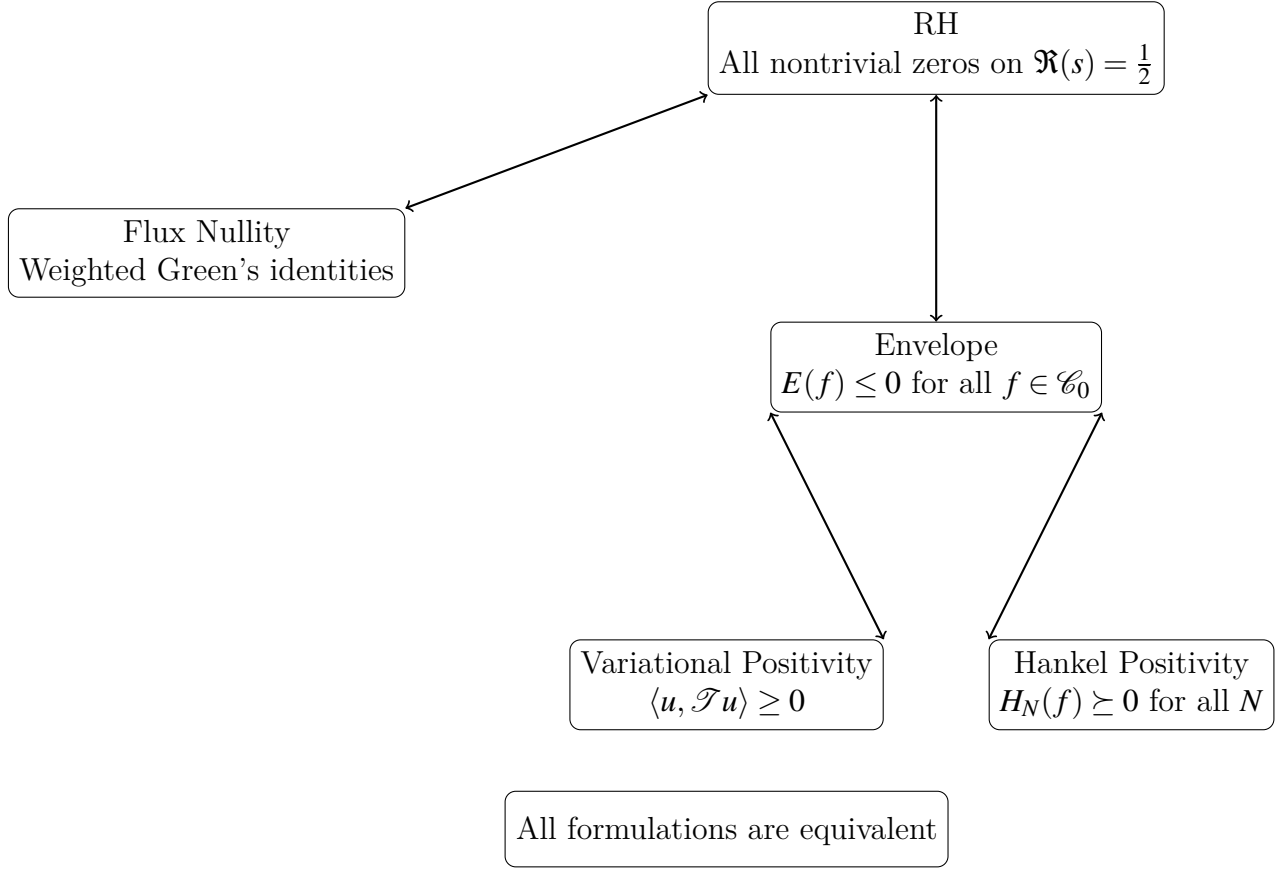 RH
All nontrivial zeros on ℜ(s) = 1/2
Flux Nullity
Weighted Green's identities
Envelope
E(f) ≤ 0 for all f ∈ 𝒞₀
Variational Positivity
⟨u, 𝒯u⟩ ≥ 0
Hankel Positivity
H_N(f) ⪰ 0 for all N
All formulations are equivalent